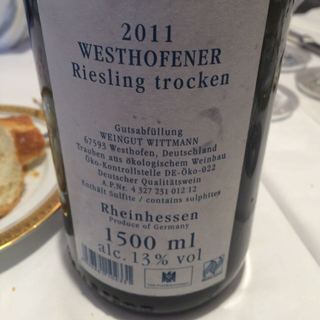 2011
WESTHOFENER
Riesling trocken
Gutsabfüllung
WEINGUT WITTMANN
67593 Westhofen, Deutschland
Trauben aus ökologischem Weinbau
Öko-Kontrollstelle DE-ÖKO-022
Deutscher Qualitätswein
A.P.Nr. 4 327 231 012 12
Enthält Sulfite / contains sulphites
Rheinhessen
Produce of Germany
1500 ml
alc. 13% vol